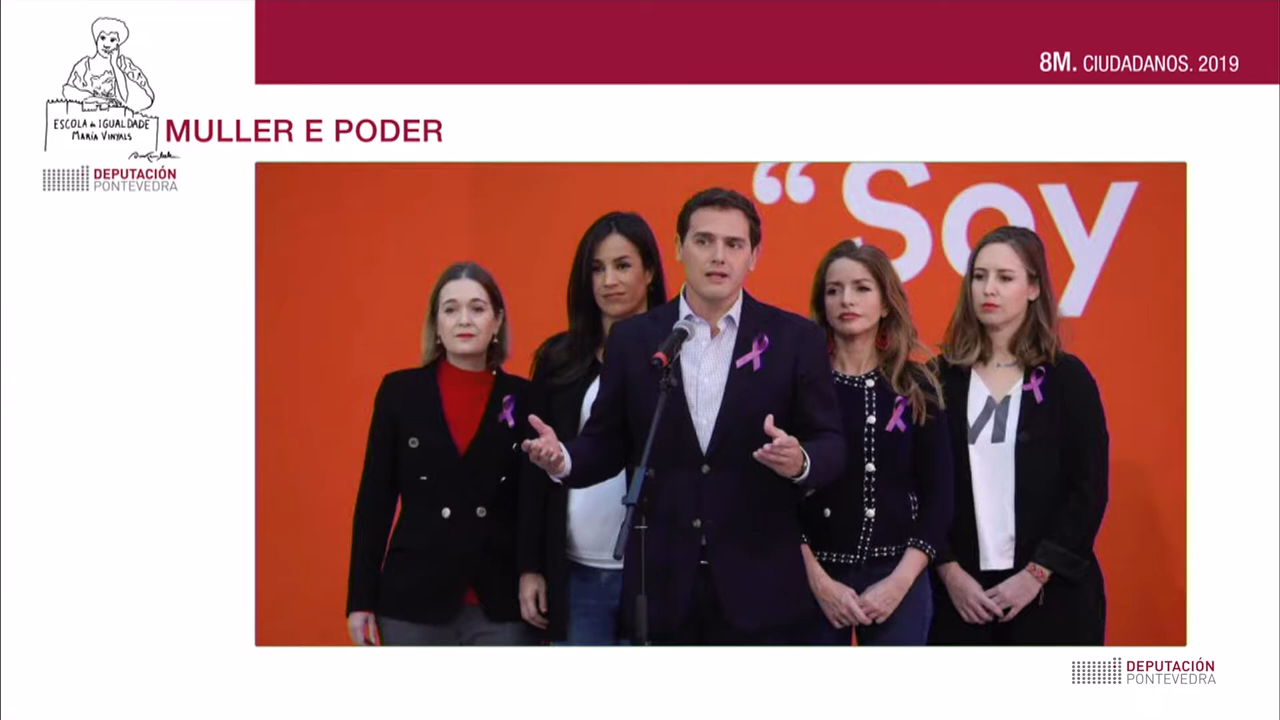 8M. CIUDADANOS. 2019
ESCOLA de IGUALDADE
MARÍA VINYALS
MULLER E PODER
DEPUTACIÓN
PONTEVEDRA
“Soy
DEPUTACIÓN
PONTEVEDRA